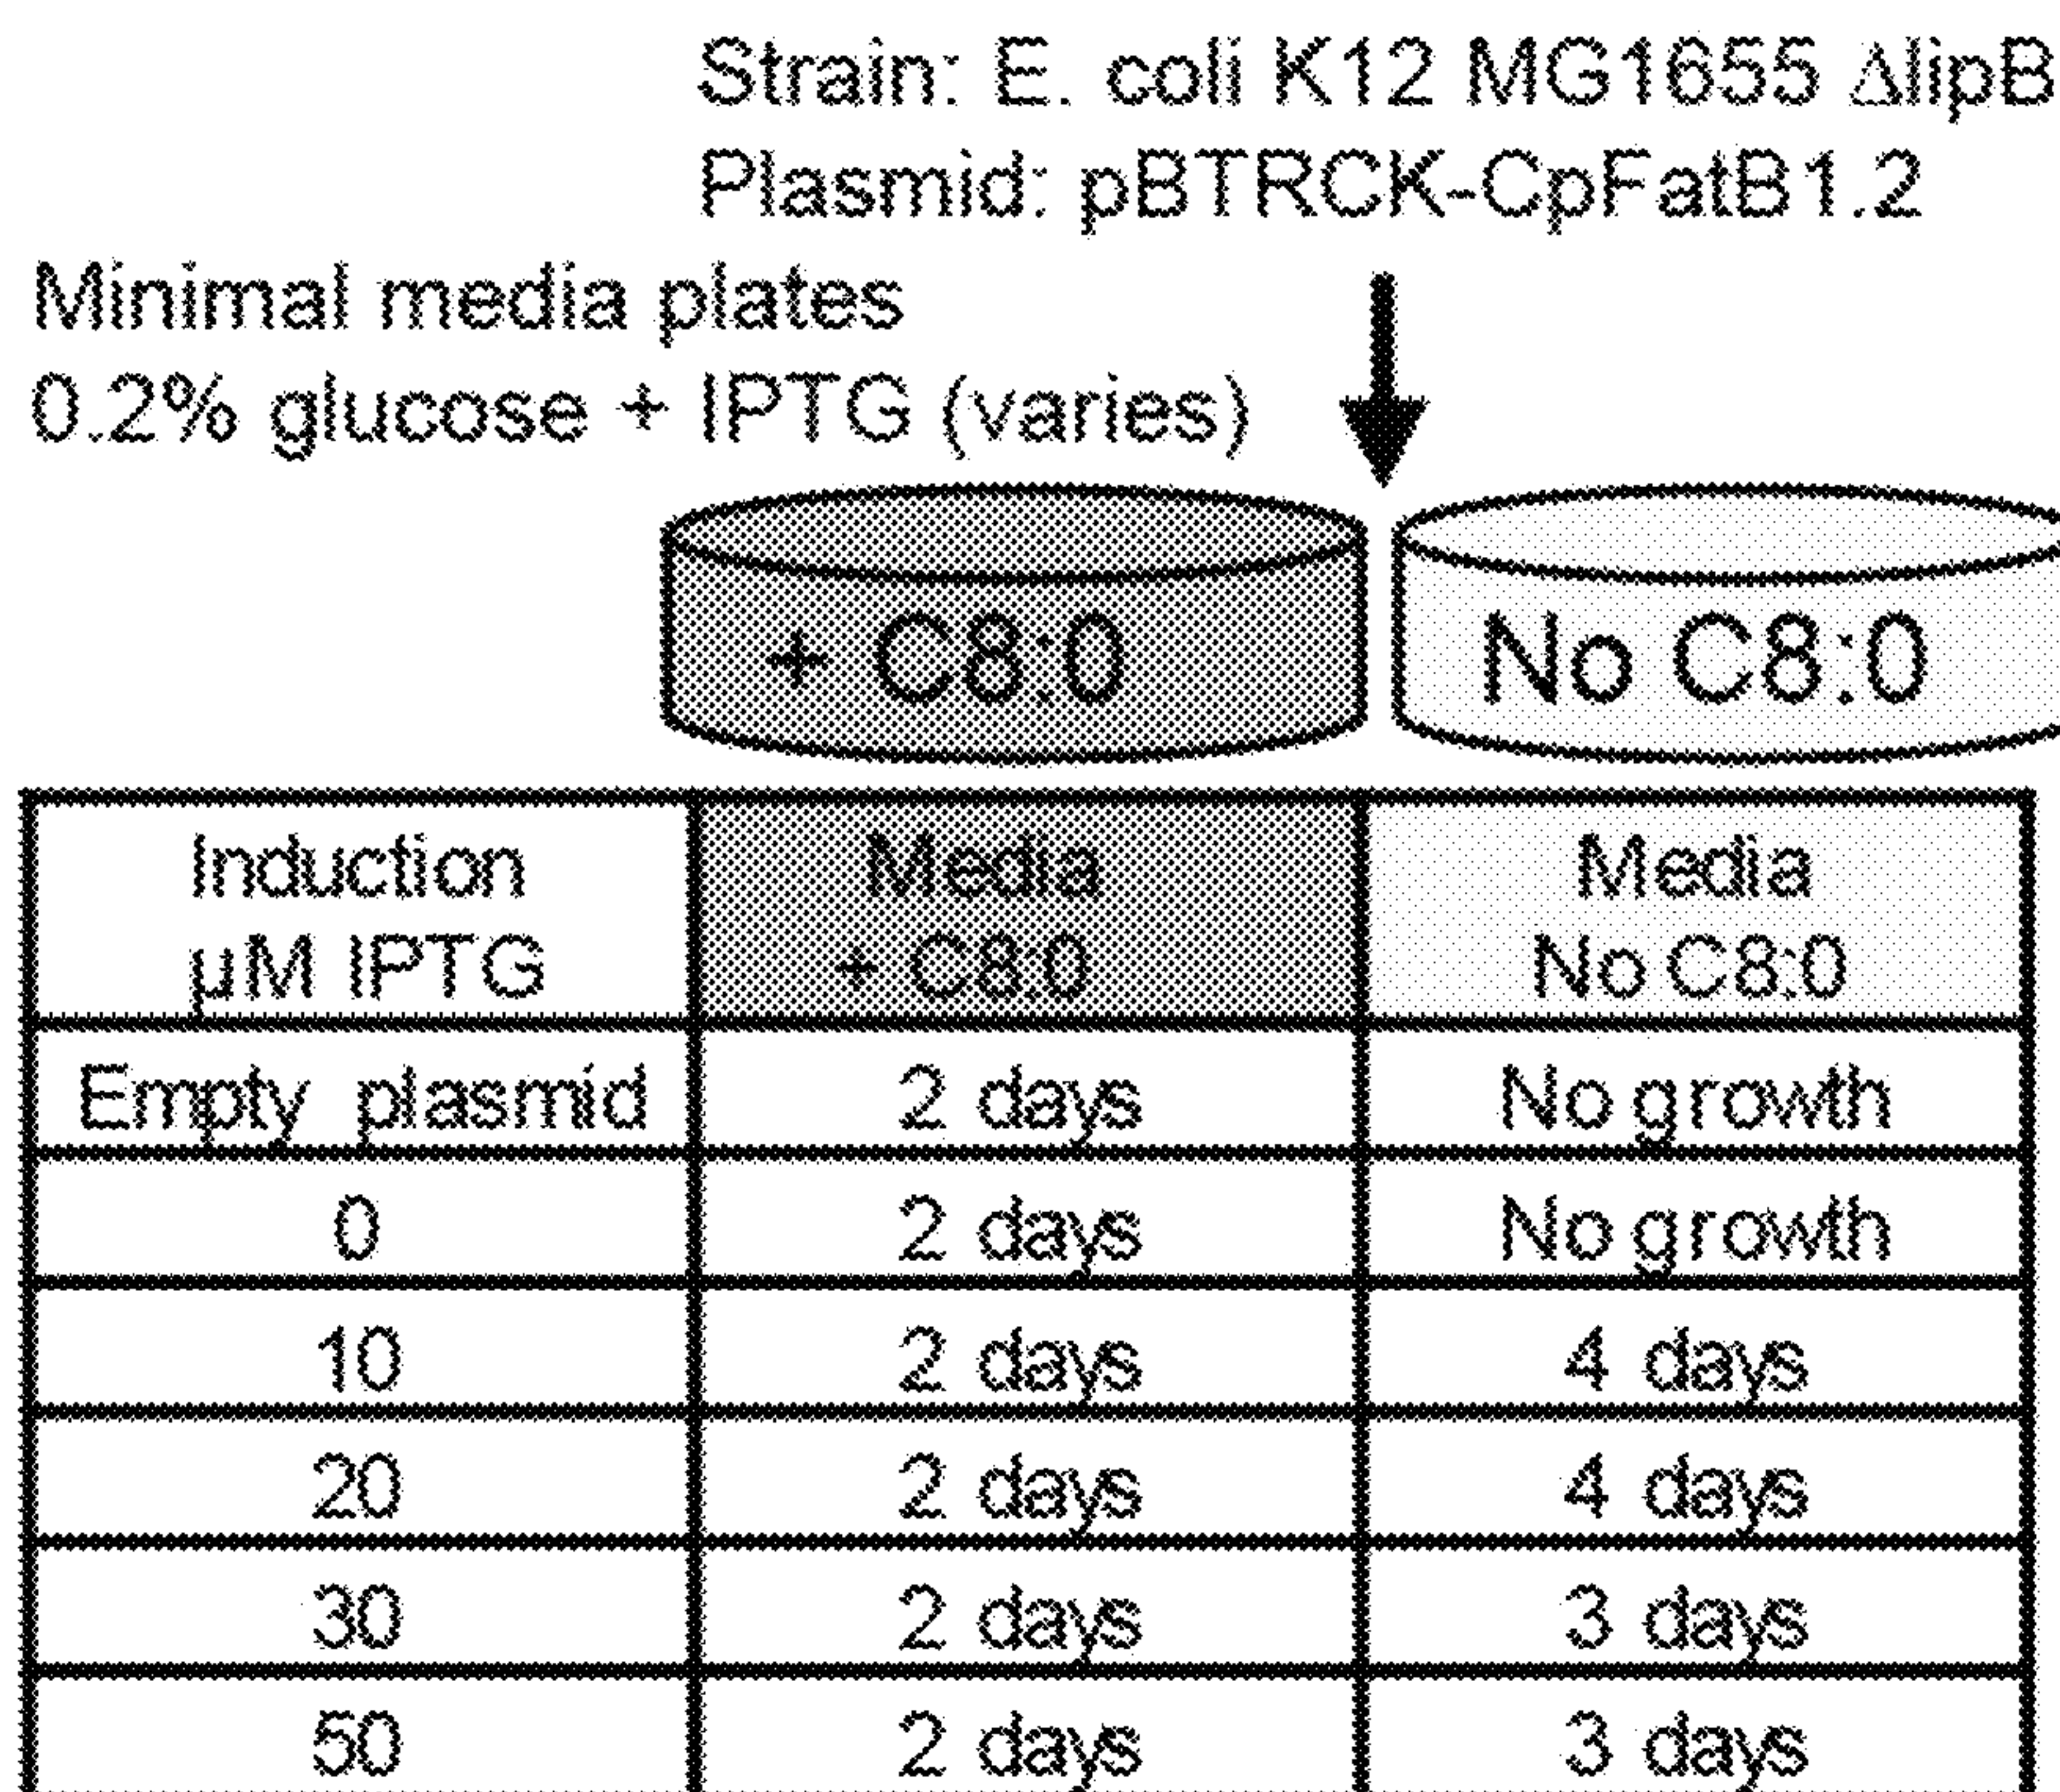 Strain: E. coli K12 MG1655 ΔlipB
Plasmid: pBTRCK-CpFatB1.2
Minimal media plates
0.2% glucose + IPTG (varies)
+ C8:0
No C8:0
Induction
µM IPTG
Media
+ C8:0
Media
No C8:0
Empty plasmid
2 days
No growth
0
2 days
No growth
10
2 days
4 days
20
2 days
4 days
30
2 days
3 days
50
2 days
3 days